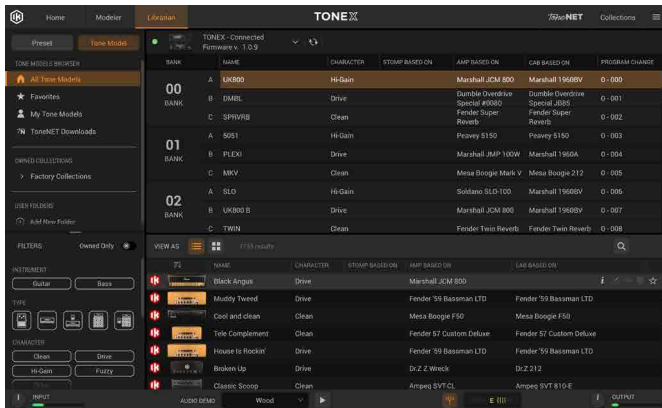 Home Modeler Librarian TONEX ToneNET Collections
Preset Tone Model
TONEX - Connected
Firmware v. 1.0.9
TONE MODELS BROWSER
All Tone Models
Favorites
My Tone Models
ToneNET Downloads
OWNED COLLECTIONS
Factory Collections
USER FOLDERS
Add New Folder
FILTERS Owned Only
INSTRUMENT
Guitar Bass
TYPE
CHARACTER
Clean Drive
Hi-Gain Fuzzy
BANK NAME CHARACTER STOMP BASED ON AMP BASED ON CAB BASED ON PROGRAM CHANGE
00
BANK
A UK800 Hi-Gain Marshall JCM 800 Marshall 1960BV 0 - 000
B DMBL Drive Dumble Overdrive Special #0080 Dumble Overdrive Special JB85 0 - 001
C SPRVRB Clean Fender Super Reverb Fender Super Reverb 0 - 002
01
BANK
A 5051 Hi-Gain Peavey 5150 Peavey 5150 0 - 003
B PLEXI Drive Marshall JMP 100W Marshall 1960A 0 - 004
C MKV Clean Mesa Boogie Mark V Mesa Boogie 212 0 - 005
02
BANK
A SLO Hi-Gain Soldano SLO-100 Marshall 1960BV 0 - 006
B UK800 B Drive Marshall JCM 800 Marshall 1960BV 0 - 007
C TWIN Clean Fender Twin Reverb Fender Twin Reverb 0 - 008
VIEW AS results
NAME CHARACTER STOMP BASED ON AMP BASED ON CAB BASED ON
Black Angus Drive Marshall JCM 800
Muddy Tweed Drive Fender '59 Bassman LTD Fender '59 Bassman LTD
Cool and clean Clean Mesa Boogie F50 Mesa Boogie F50
Tele Complement Clean Fender 57 Custom Deluxe Fender 57 Custom Deluxe
House Is Rockin' Drive Fender '59 Bassman LTD Fender '59 Bassman LTD
Broken Up Drive Dr.Z Z Wreck Dr.Z 212
Classic Scoop Clean Ampeg SVT-CL Ampeg SVT 810-E
INPUT AUDIO DEMO Wood E OUTPUT